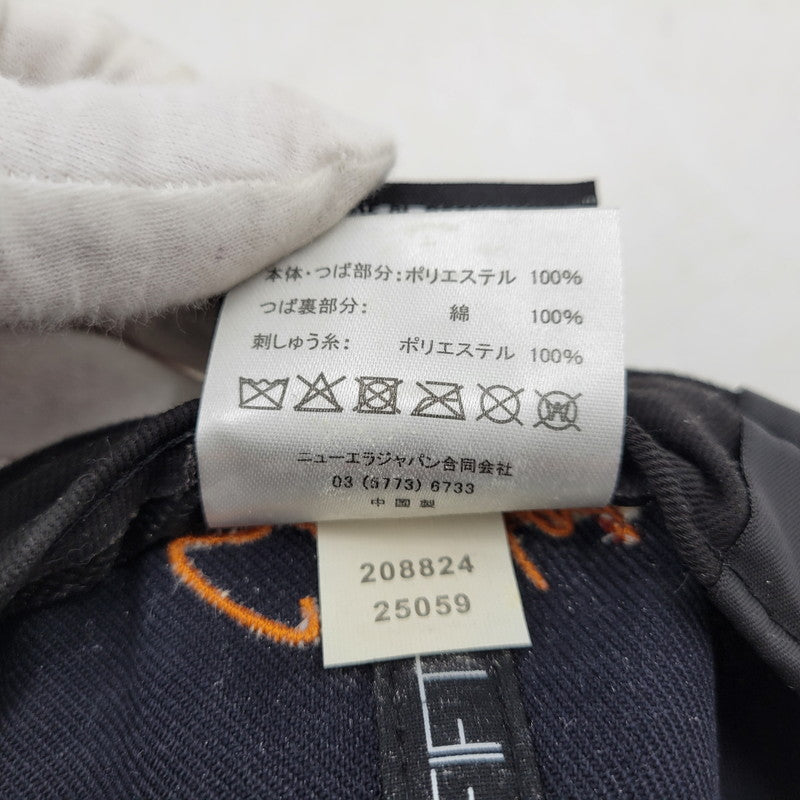 本体・つば部分:ポリエステル 100%
つば裏部分: 綿 100%
刺しゅう糸: ポリエステル 100%
ニューエラジャパン合同会社
03 (5773) 6733
中国製
208824
25059